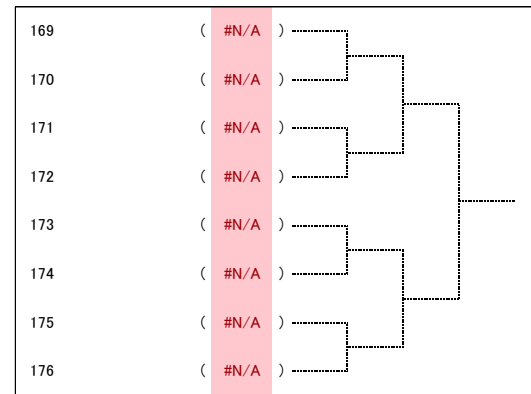 169 ( #N/A )
170 ( #N/A )
171 ( #N/A )
172 ( #N/A )
173 ( #N/A )
174 ( #N/A )
175 ( #N/A )
176 ( #N/A )